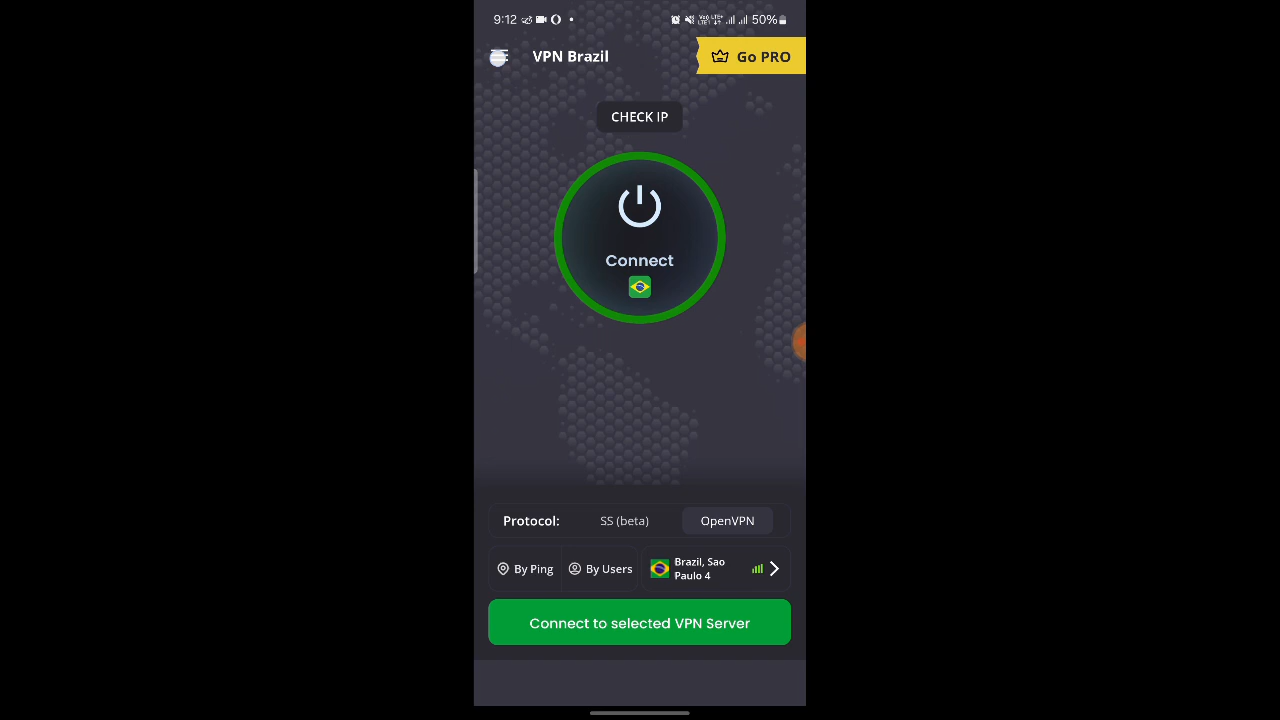 9:12
50%
VPN Brazil
Go PRO
CHECK IP
Connect
Protocol:
SS (beta)
OpenVPN
By Ping
By Users
Brazil, Sao
Paulo 4
Connect to selected VPN Server